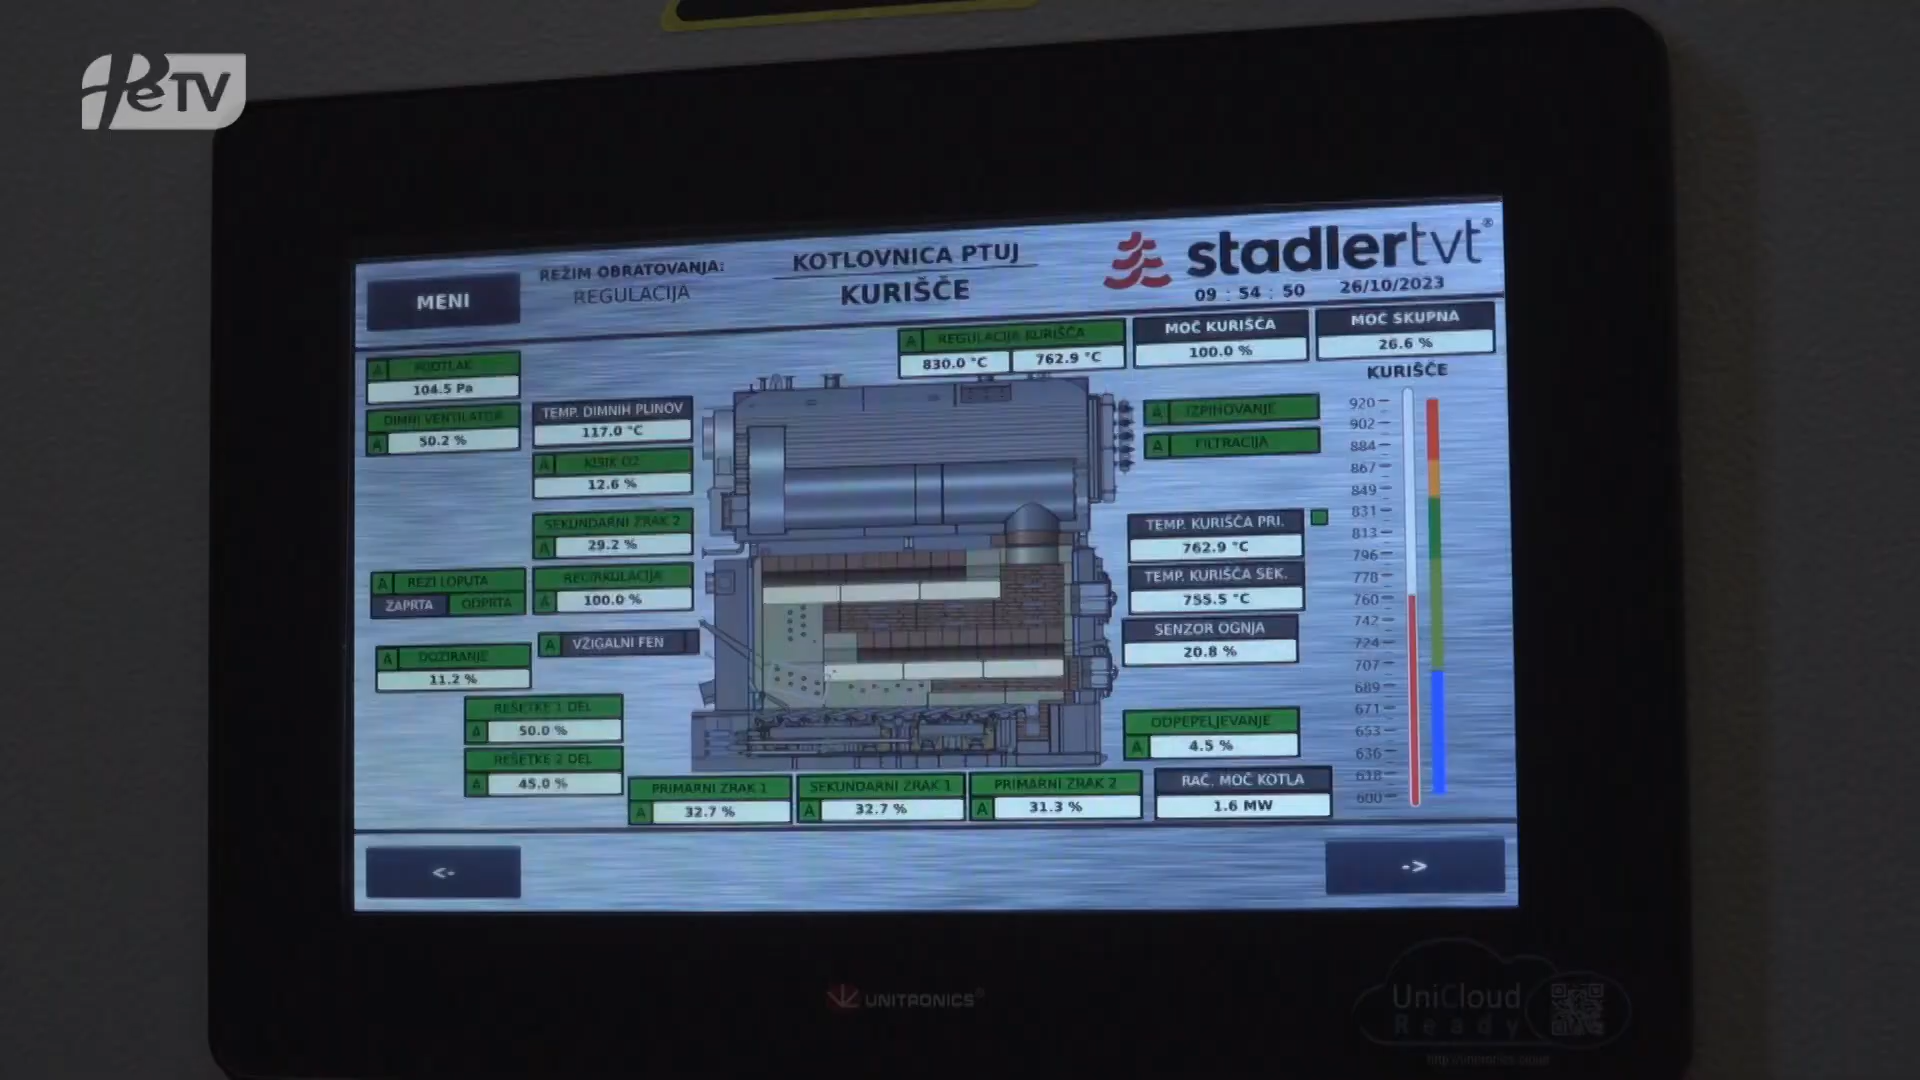 PeTV
MENI
REŽIM OBRATOVANJA:
REGULACIJA
KOTLOVNICA PTUJ
KURIŠČE
stadlertvt®
09 : 54 : 50 26/10/2023
A PODTLAK
104.5 Pa
DIMNI VENTILATOR
A 50.2 %
TEMP. DIMNIH PLINOV
117.0 °C
A KISIK O2
12.6 %
SEKUNDARNI ZRAK 2
A 29.2 %
RECIRKULACIJA
A 100.0 %
A REZI LOPUTA
ZAPRTA ODPRTA
A VŽIGALNI FEN
A DOZIRANJE
11.2 %
REŠETKE 1 DEL
A 50.0 %
REŠETKE 2 DEL
A 45.0 %
PRIMARNI ZRAK 1
A 32.7 %
SEKUNDARNI ZRAK 1
A 32.7 %
PRIMARNI ZRAK 2
A 31.3 %
A REGULACIJA KURIŠČA
830.0 °C 762.9 °C
MOČ KURIŠČA
100.0 %
MOČ SKUPNA
26.6 %
A IZPIHOVANJE
A FILTRACIJA
TEMP. KURIŠČA PRI.
762.9 °C
TEMP. KURIŠČA SEK.
755.5 °C
SENZOR OGNJA
20.8 %
ODPEPELJEVANJE
A 4.5 %
RAČ. MOČ KOTLA
1.6 MW
KURIŠČE
920
902
884
867
849
831
813
796
778
760
742
724
707
689
671
653
636
618
600
<-
->
UNITRONICS®
UniCloud
Ready
http://unitronics.cloud